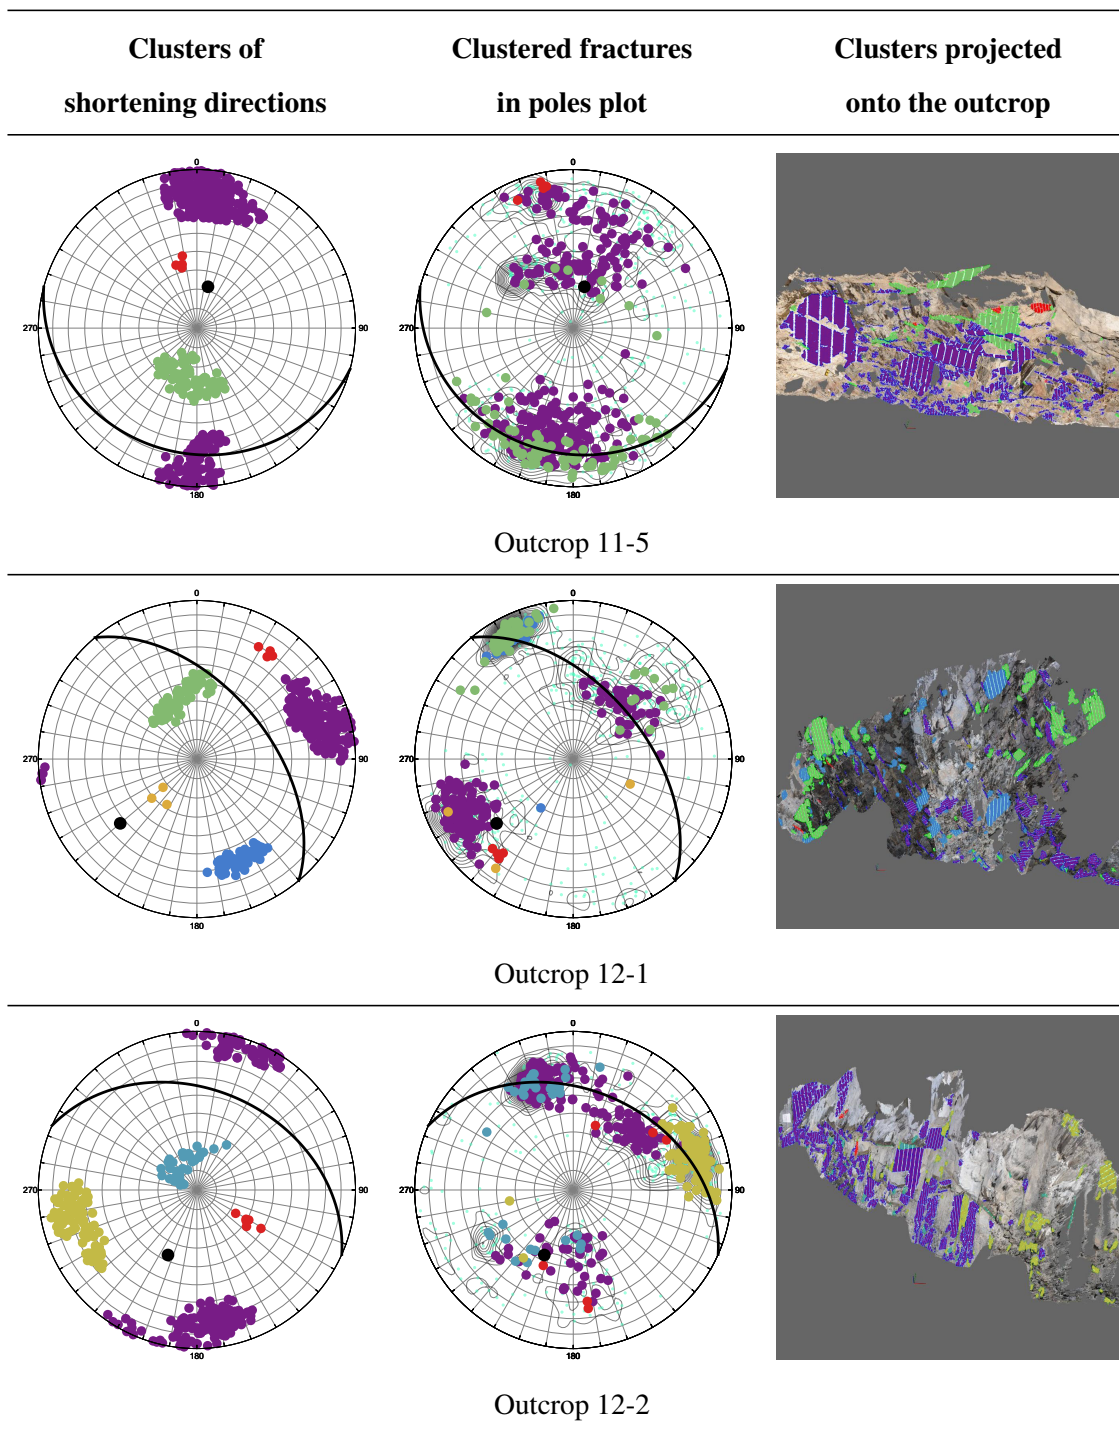 Clusters of
shortening directions
Clustered fractures
in poles plot
Clusters projected
onto the outcrop
0
270
90
180
0
270
90
180
Outcrop 11-5
0
270
90
180
0
270
90
180
Outcrop 12-1
0
270
90
180
0
270
90
180
Outcrop 12-2